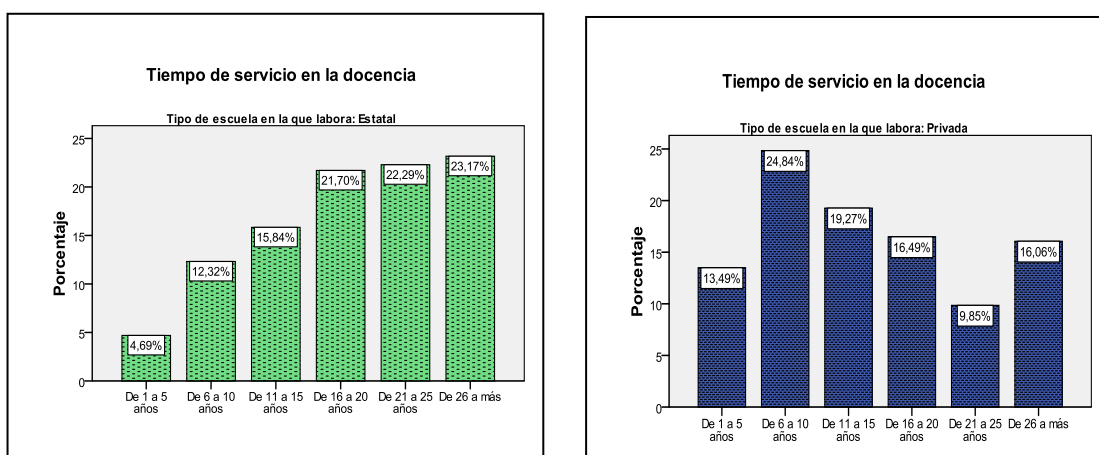 Tiempo de servicio en la docencia
Tipo de escuela en la que labora: Estatal
Porcentaje
25
20
15
10
5
0
4,69%
12,32%
15,84%
21,70%
22,29%
23,17%
De 1 a 5
años
De 6 a 10
años
De 11 a 15
años
De 16 a 20
años
De 21 a 25
años
De 26 a más
Tiempo de servicio en la docencia
Tipo de escuela en la que labora: Privada
Porcentaje
25
20
15
10
5
0
13,49%
24,84%
19,27%
16,49%
9,85%
16,06%
De 1 a 5
años
De 6 a 10
años
De 11 a 15
años
De 16 a 20
años
De 21 a 25
años
De 26 a más